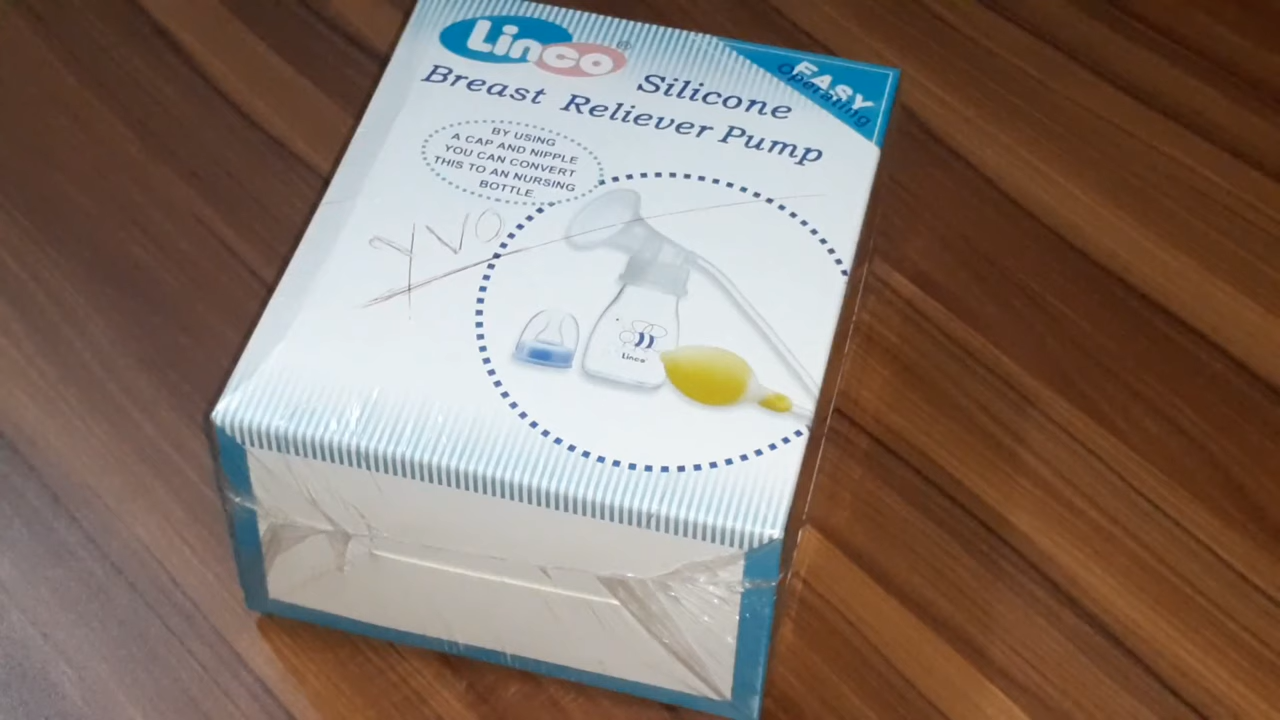 Linco®
EASY
Operating
Silicone
Breast Reliever Pump
BY USING
A CAP AND NIPPLE
YOU CAN CONVERT
THIS TO AN NURSING
BOTTLE
Linco